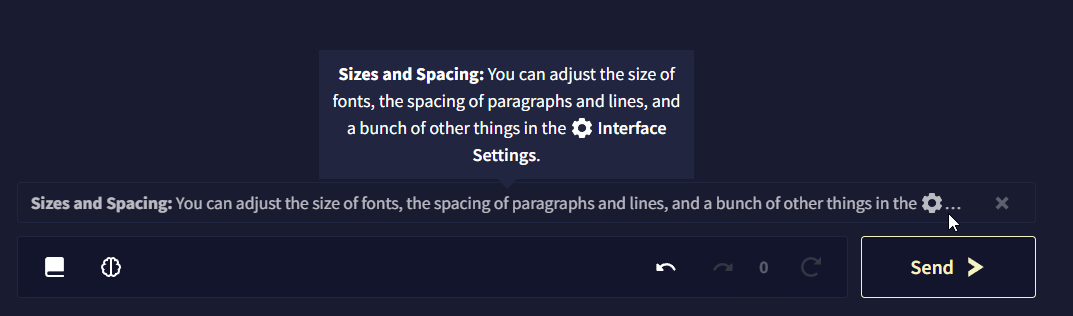 Sizes and Spacing: You can adjust the size of
fonts, the spacing of paragraphs and lines, and
a bunch of other things in the Interface
Settings.
Sizes and Spacing: You can adjust the size of fonts, the spacing of paragraphs and lines, and a bunch of other things in the ...
0
Send